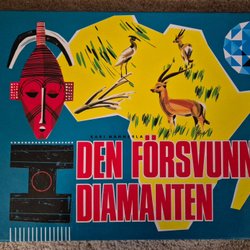 KARI MANNERLA
DEN FÖRSVUNN
DIAMANTEN